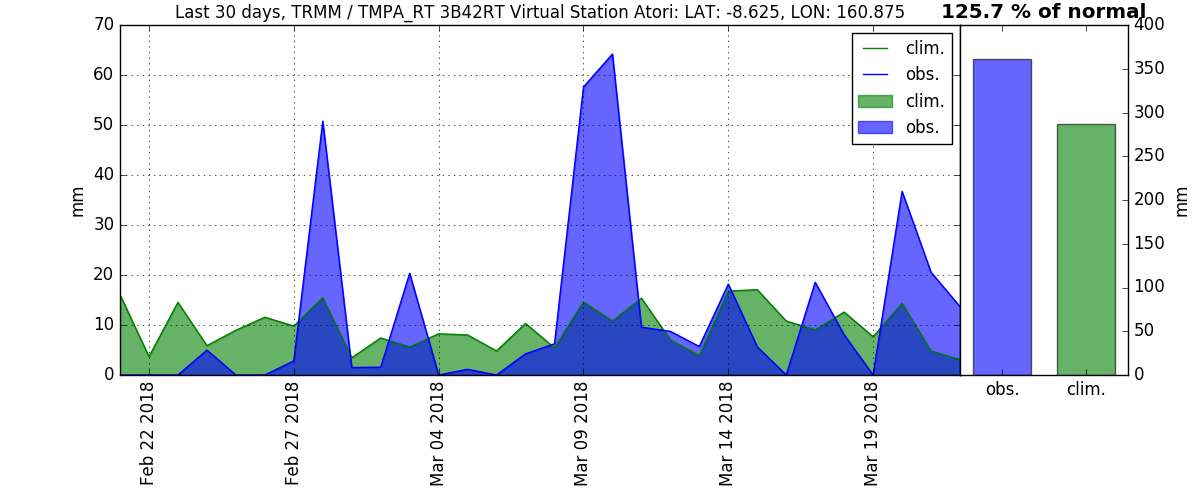 Last 30 days, TRMM / TMPA_RT 3B42RT Virtual Station Atori: LAT: -8.625, LON: 160.875
125.7 % of normal
70
60
50
40
30
20
10
0
mm
clim.
obs.
clim.
obs.
Feb 22 2018
Feb 27 2018
Mar 04 2018
Mar 09 2018
Mar 14 2018
Mar 19 2018
400
350
300
250
200
150
100
50
0
mm
obs.
clim.